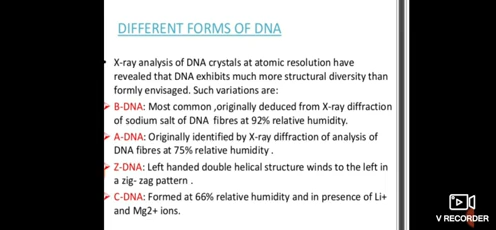 DIFFERENT FORMS OF DNA
• X-ray analysis of DNA crystals at atomic resolution have
revealed that DNA exhibits much more structural diversity than
formly envisaged. Such variations are:
➢ B-DNA: Most common ,originally deduced from X-ray diffraction
of sodium salt of DNA fibres at 92% relative humidity.
➢ A-DNA: Originally identified by X-ray diffraction of analysis of
DNA fibres at 75% relative humidity .
➢ Z-DNA: Left handed double helical structure winds to the left in
a zig- zag pattern .
➢ C-DNA: Formed at 66% relative humidity and in presence of Li+
and Mg2+ ions.
V RECORDER